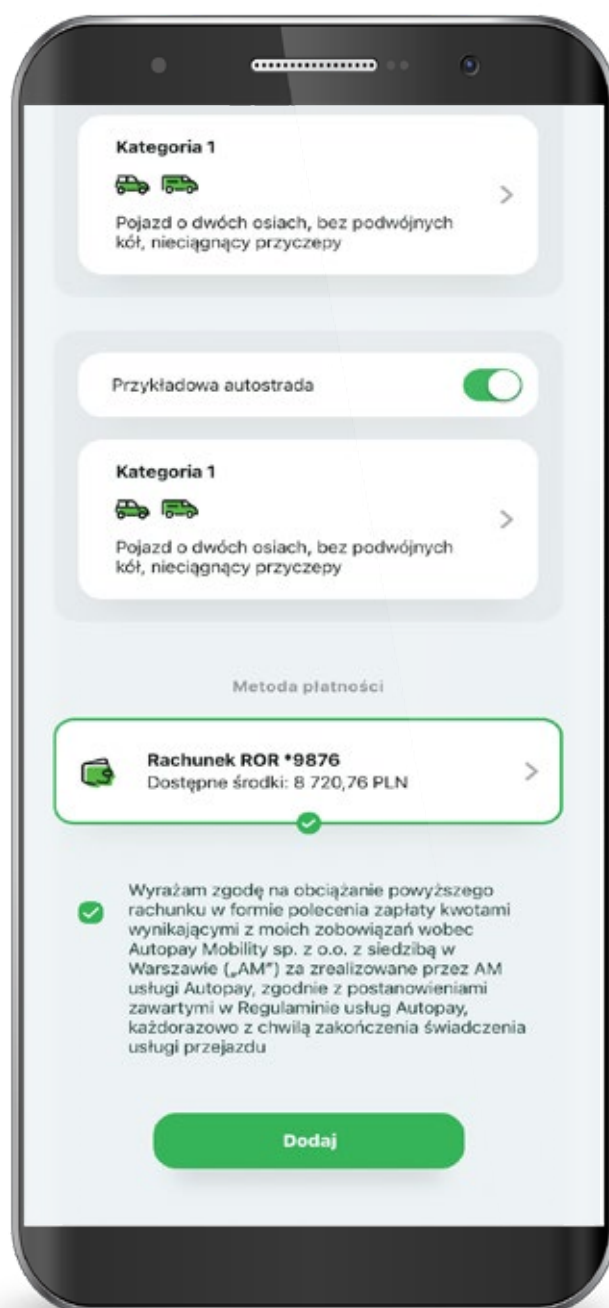 Kategoria 1
Pojazd o dwóch osiach, bez podwójnych
kół, nieciągnący przyczepy
Przykładowa autostrada
Kategoria 1
Pojazd o dwóch osiach, bez podwójnych
kół, nieciągnący przyczepy
Metoda płatności
Rachunek ROR *9876
Dostępne środki: 8 720,76 PLN
Wyrażam zgodę na obciążanie powyższego
rachunku w formie polecenia zapłaty kwotami
wynikającymi z moich zobowiązań wobec
Autopay Mobility sp. z o.o. z siedzibą w
Warszawie („AM”) za zrealizowane przez AM
usługi Autopay, zgodnie z postanowieniami
zawartymi w Regulaminie usług Autopay,
każdorazowo z chwilą zakończenia świadczenia
usługi przejazdu
Dodaj